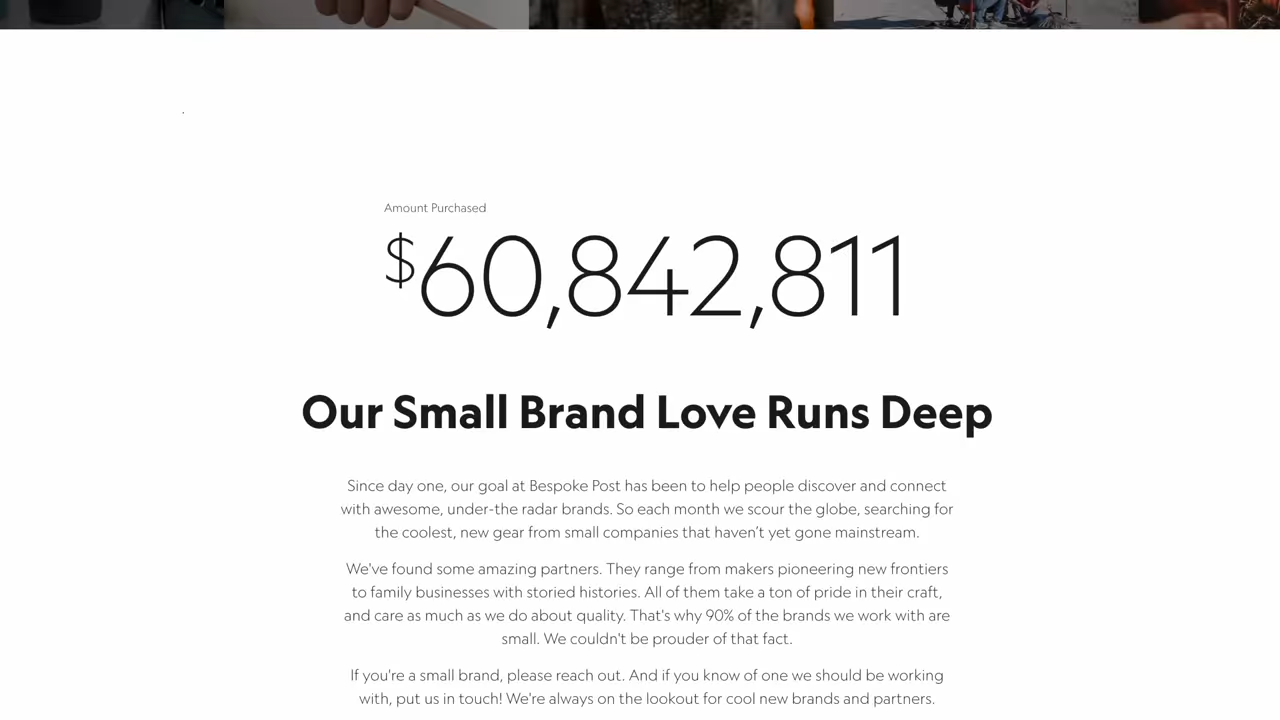 Amount Purchased
$60,842,811
Our Small Brand Love Runs Deep
Since day one, our goal at Bespoke Post has been to help people discover and connect
with awesome, under-the radar brands. So each month we scour the globe, searching for
the coolest, new gear from small companies that haven't yet gone mainstream.
We've found some amazing partners. They range from makers pioneering new frontiers
to family businesses with storied histories. All of them take a ton of pride in their craft,
and care as much as we do about quality. That's why 90% of the brands we work with are
small. We couldn't be prouder of that fact.
If you're a small brand, please reach out. And if you know of one we should be working
with, put us in touch! We're always on the lookout for cool new brands and partners.